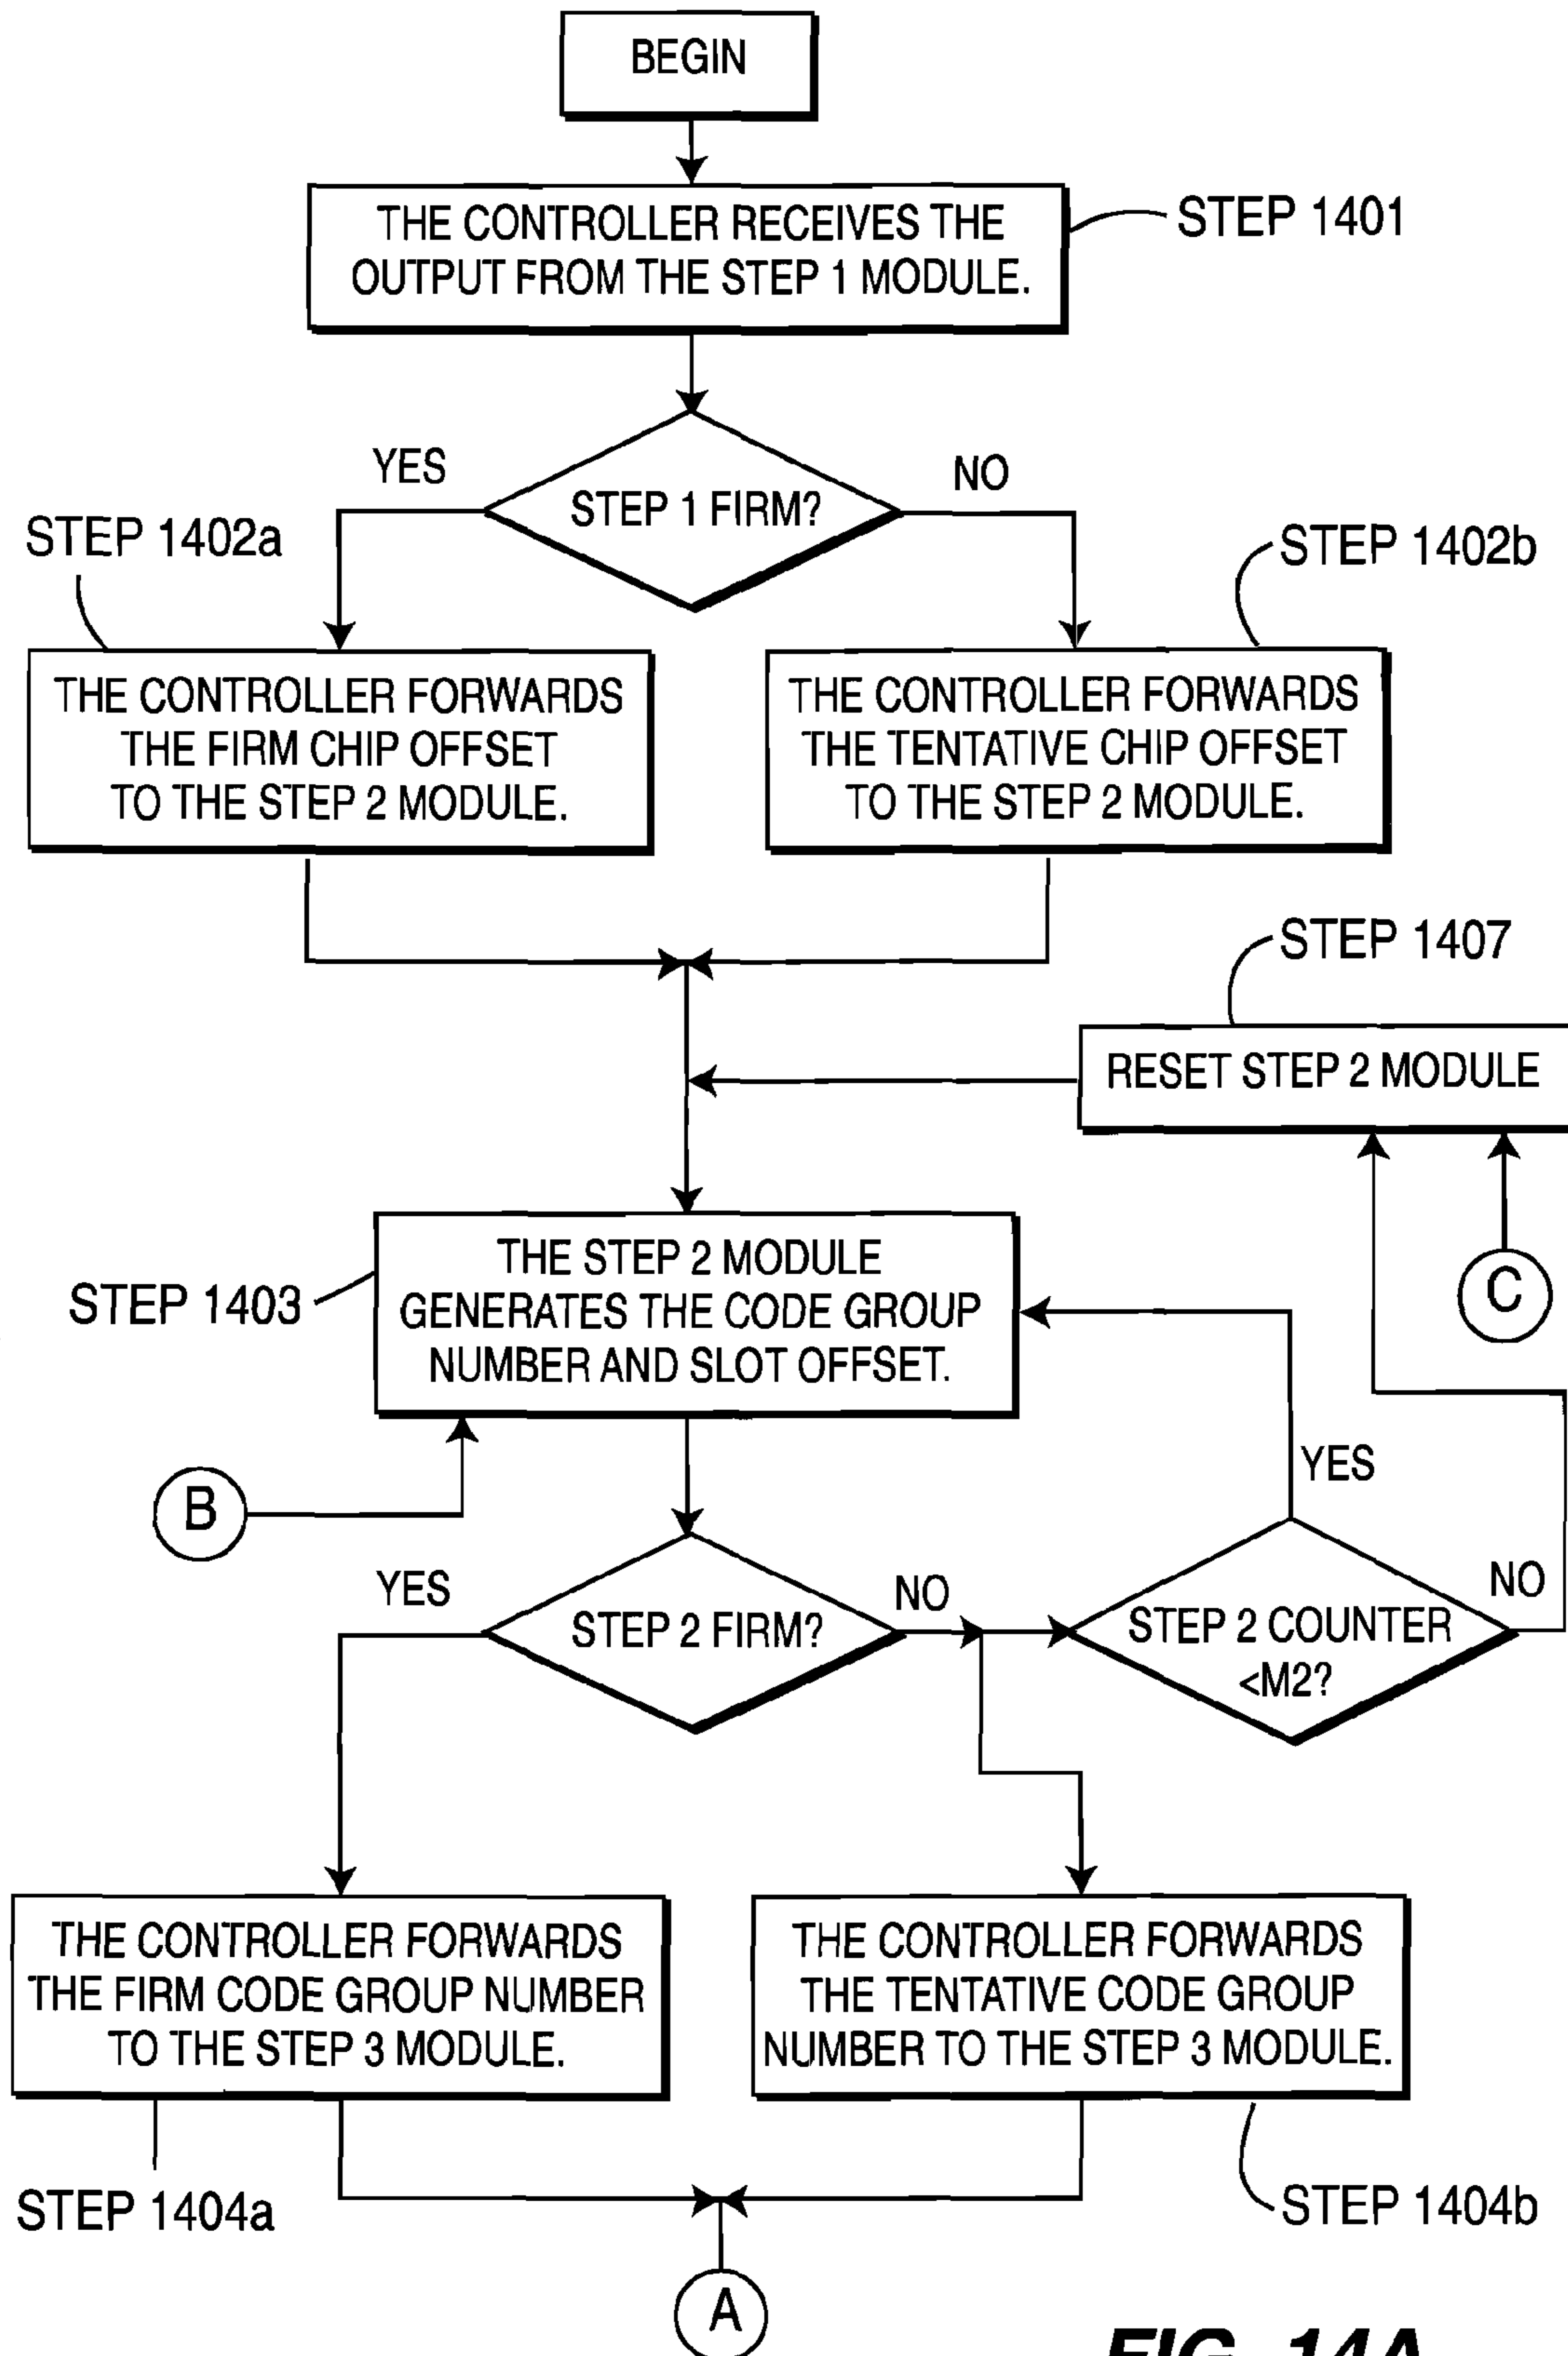 BEGIN
THE CONTROLLER RECEIVES THE
OUTPUT FROM THE STEP 1 MODULE.
STEP 1401
YES
STEP 1 FIRM?
NO
STEP 1402a
STEP 1402b
THE CONTROLLER FORWARDS
THE FIRM CHIP OFFSET
TO THE STEP 2 MODULE.
THE CONTROLLER FORWARDS
THE TENTATIVE CHIP OFFSET
TO THE STEP 2 MODULE.
STEP 1407
RESET STEP 2 MODULE
C
STEP 1403
THE STEP 2 MODULE
GENERATES THE CODE GROUP
NUMBER AND SLOT OFFSET.
B
YES
STEP 2 FIRM?
NO
YES
STEP 2 COUNTER
<M2?
NO
THE CONTROLLER FORWARDS
THE FIRM CODE GROUP NUMBER
TO THE STEP 3 MODULE.
THE CONTROLLER FORWARDS
THE TENTATIVE CODE GROUP
NUMBER TO THE STEP 3 MODULE.
STEP 1404a
STEP 1404b
A
FIG. 14A